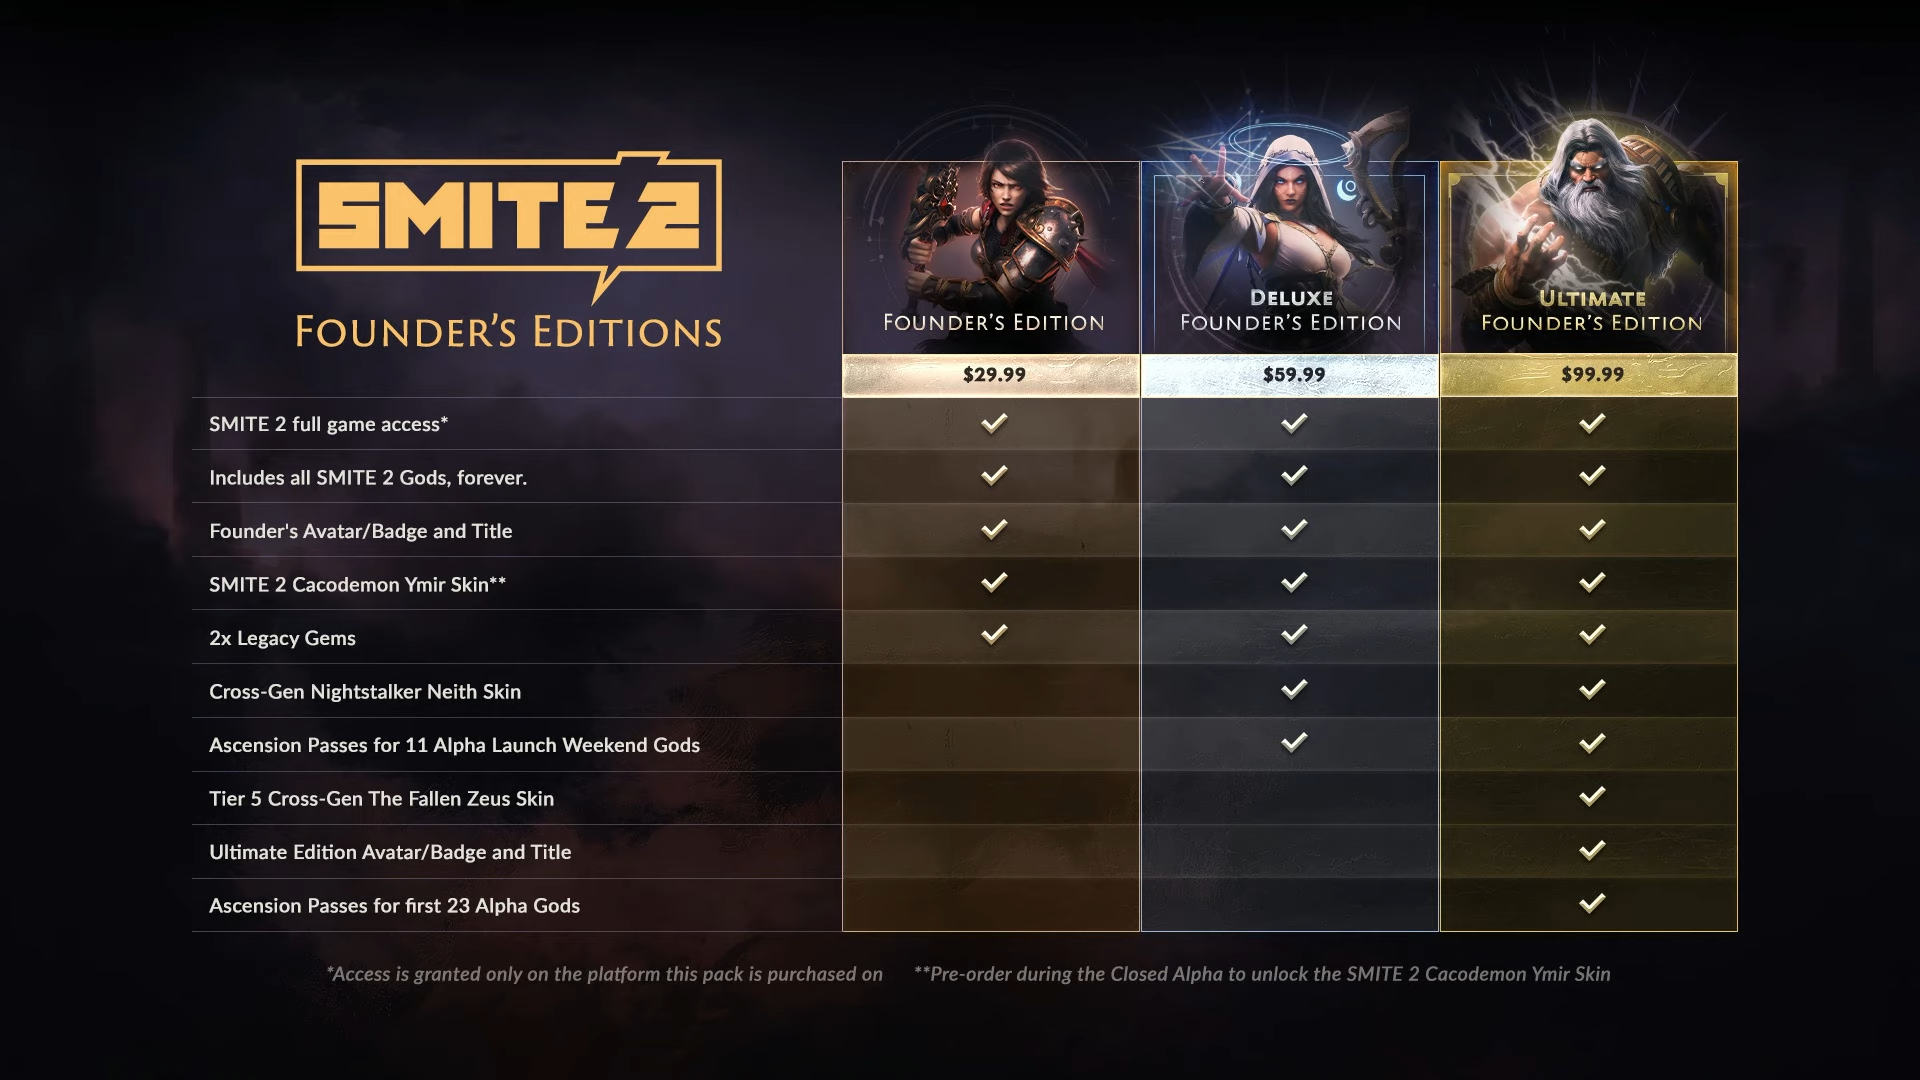 SMITE 2
FOUNDER'S EDITIONS
FOUNDER'S EDITION
DELUXE
FOUNDER'S EDITION
ULTIMATE
FOUNDER'S EDITION
$29.99
$59.99
$99.99
SMITE 2 full game access*
Includes all SMITE 2 Gods, forever.
Founder's Avatar/Badge and Title
SMITE 2 Cacodemon Ymir Skin**
2x Legacy Gems
Cross-Gen Nightstalker Neith Skin
Ascension Passes for 11 Alpha Launch Weekend Gods
Tier 5 Cross-Gen The Fallen Zeus Skin
Ultimate Edition Avatar/Badge and Title
Ascension Passes for first 23 Alpha Gods
*Access is granted only on the platform this pack is purchased on
**Pre-order during the Closed Alpha to unlock the SMITE 2 Cacodemon Ymir Skin